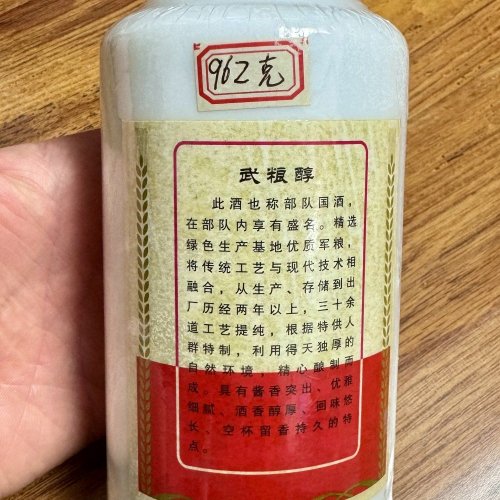 962克
武粮醇
此酒也称部队国酒，
在部队内享有盛名。精选
绿色生产基地优质军粮，
将传统工艺与现代技术相
融合，从生产、存储到出
厂历经两年以上，三十余
道工艺提纯，根据特供人
群特制，利用得天独厚的
自然环境，精心酿制而
成。具有酱香突出、优雅
细腻、酒香醇厚、回味悠
长、空杯留香持久的特
点。